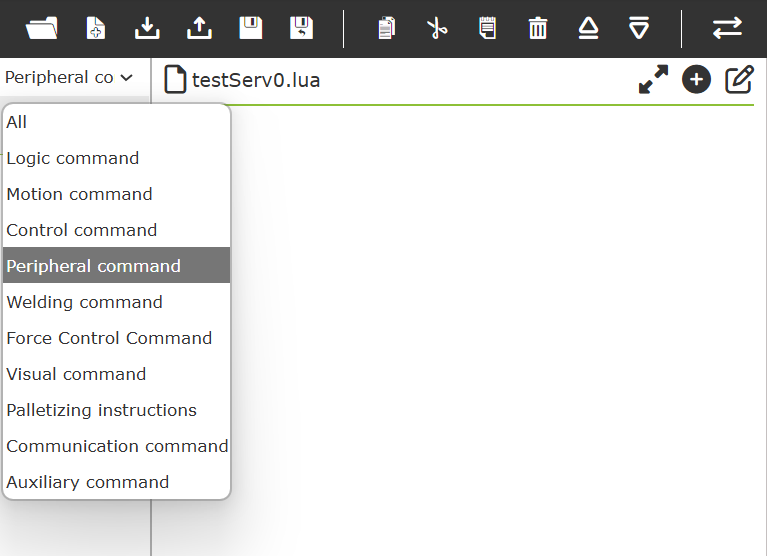 Peripheral co
testServ0.lua
All
Logic command
Motion command
Control command
Peripheral command
Welding command
Force Control Command
Visual command
Palletizing instructions
Communication command
Auxiliary command